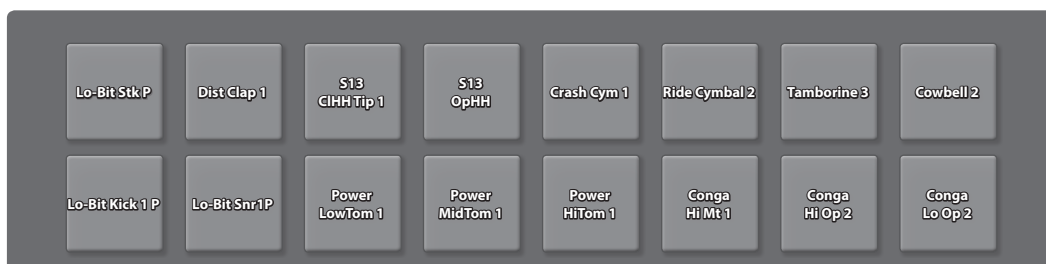 Lo-Bit Stk P
Dist Clap 1
S13
ClHH Tip 1
S13
OpHH
Crash Cym 1
Ride Cymbal 2
Tamborine 3
Cowbell 2
Lo-Bit Kick 1 P
Lo-Bit Snr1P
Power
LowTom 1
Power
MidTom 1
Power
HiTom 1
Conga
Hi Mt 1
Conga
Hi Op 2
Conga
Lo Op 2